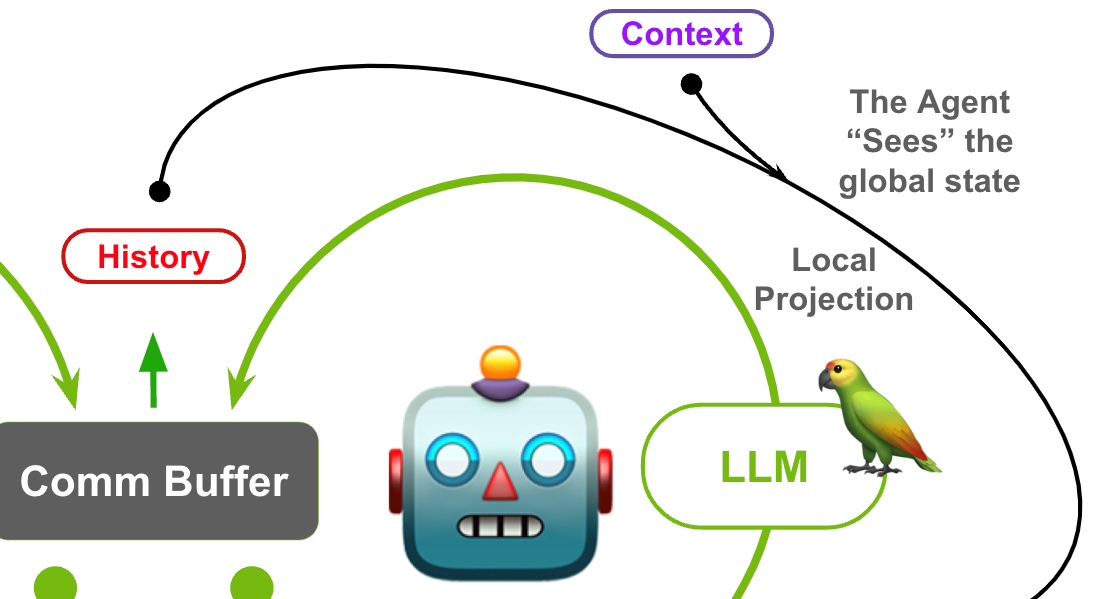 Context
The Agent
“Sees” the
global state
History
Local
Projection
Comm Buffer
LLM